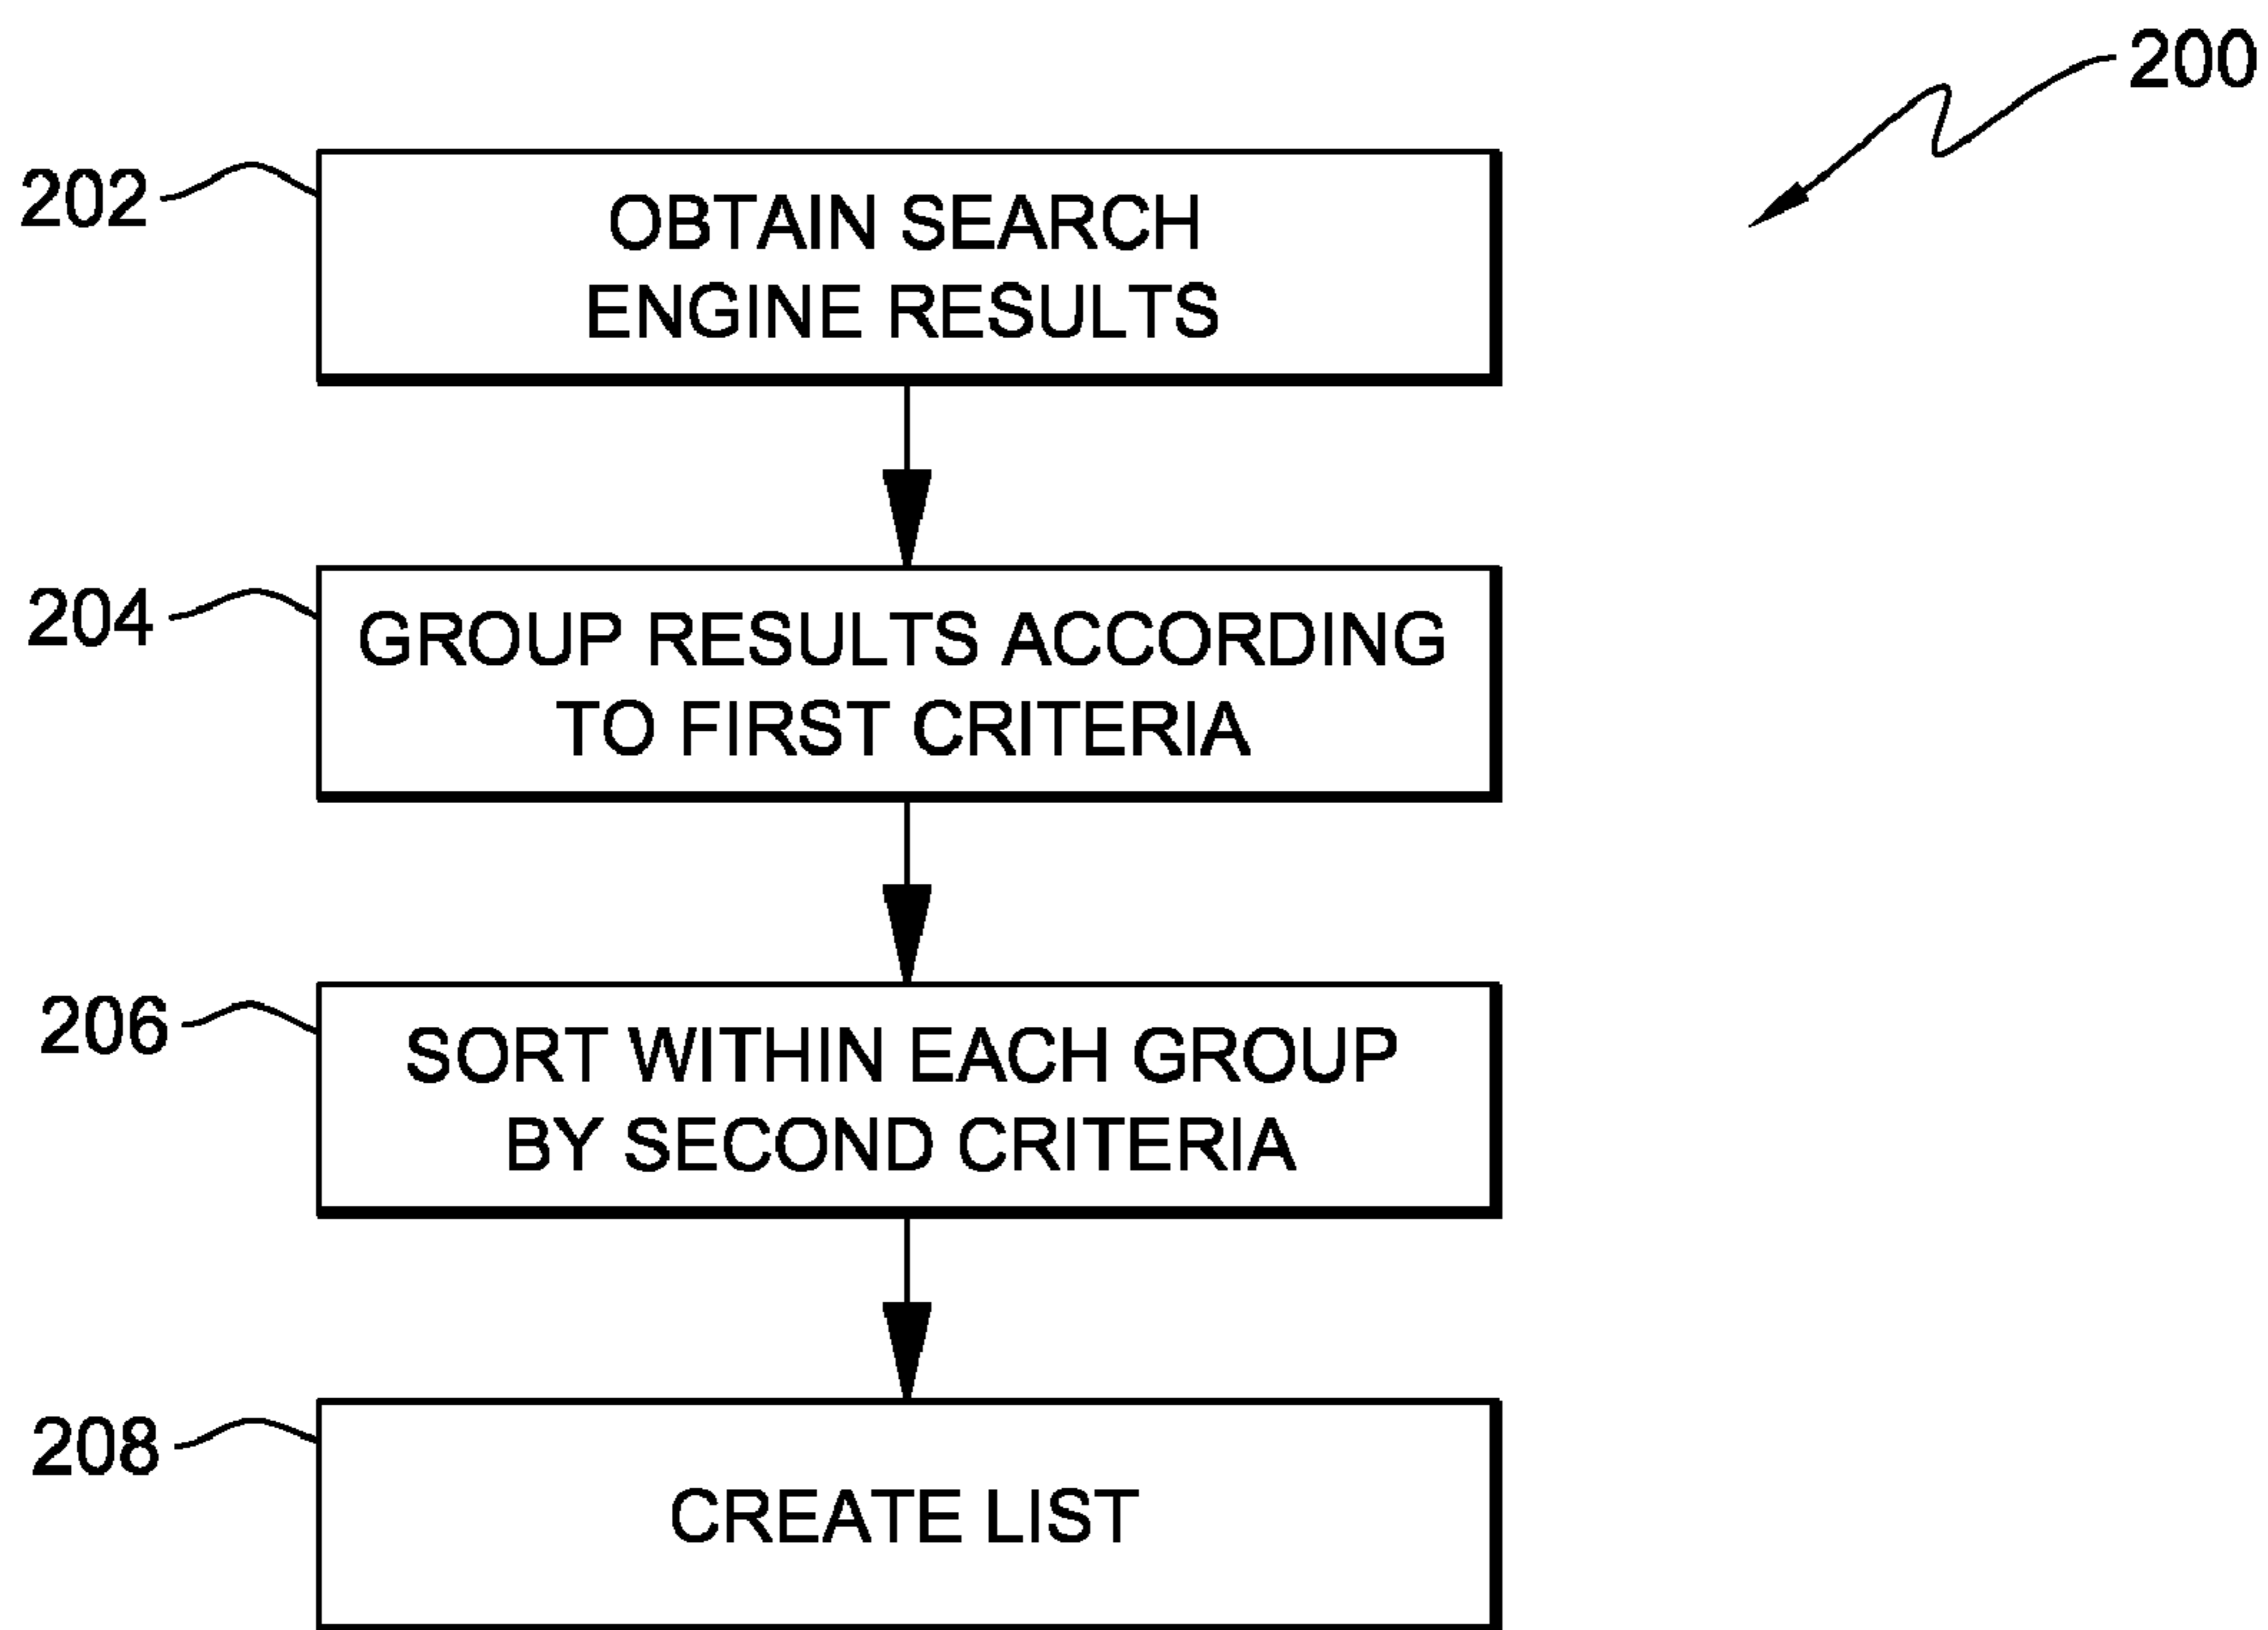 200
202
OBTAIN SEARCH
ENGINE RESULTS
204
GROUP RESULTS ACCORDING
TO FIRST CRITERIA
206
SORT WITHIN EACH GROUP
BY SECOND CRITERIA
208
CREATE LIST